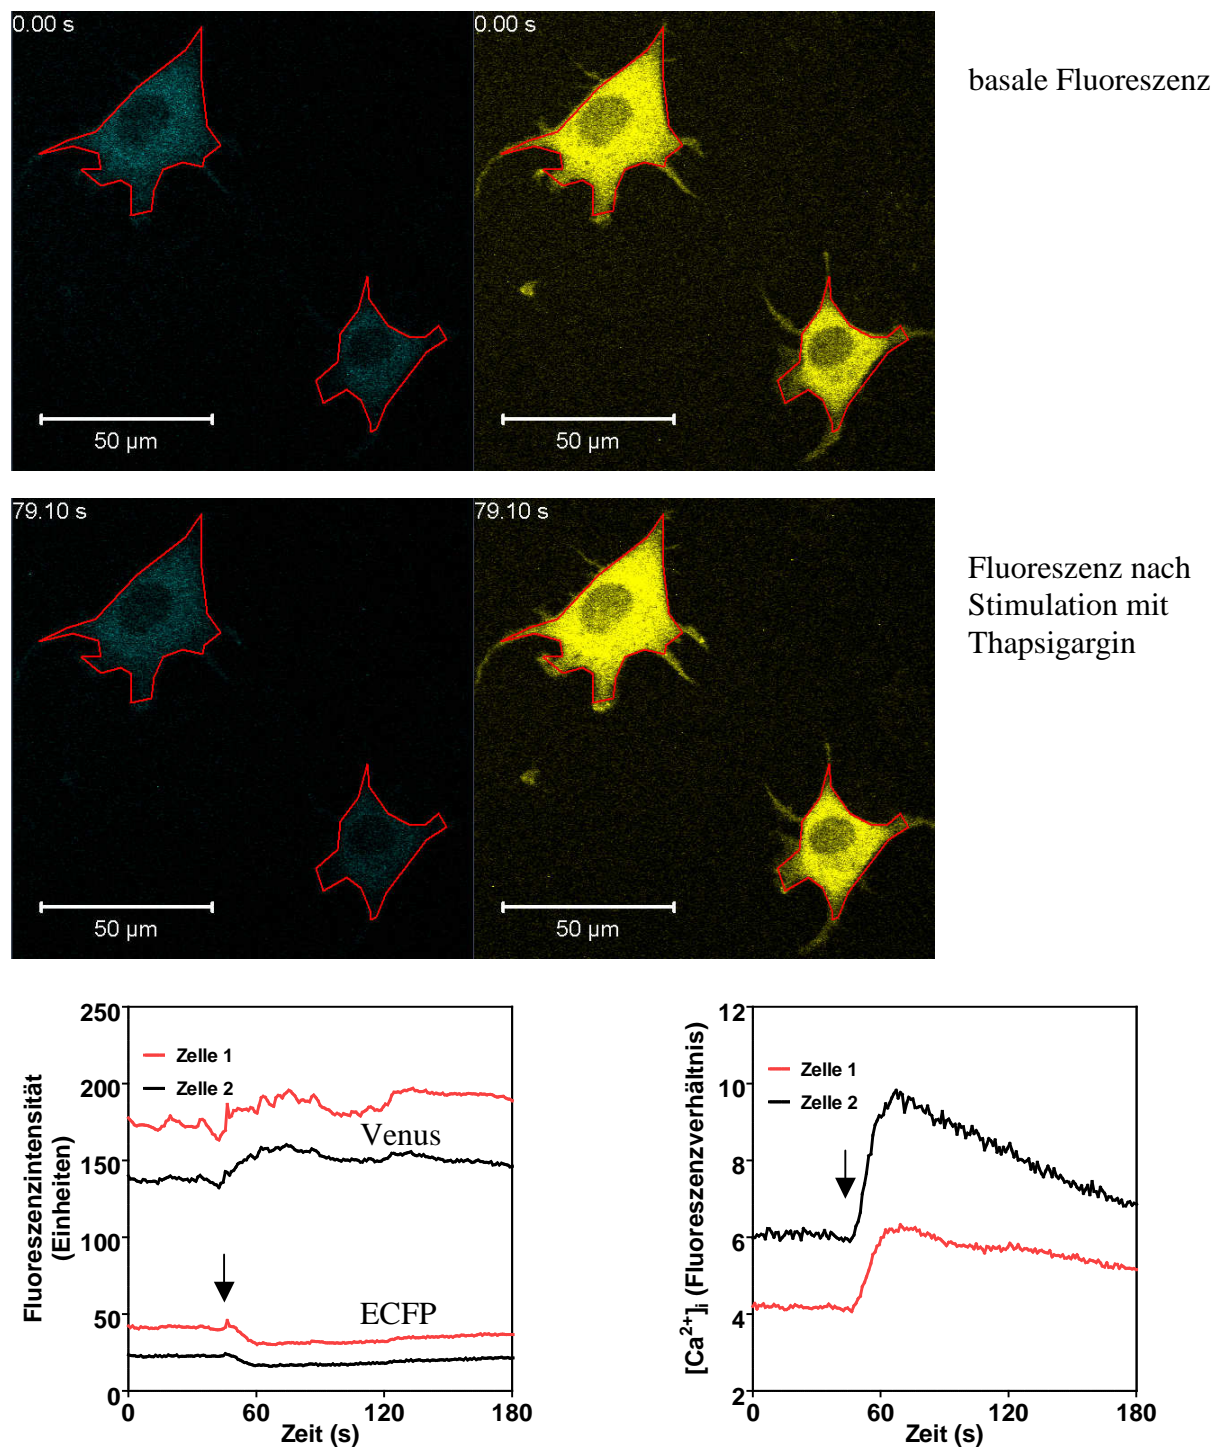 0.00 s
0.00 s
basale Fluoreszenz
50 µm
50 µm
79.10 s
79.10 s
Fluoreszenz nach
Stimulation mit
Thapsigargin
50 µm
50 µm
Fluoreszenzintensität
(Einheiten)
250
200
150
100
50
0
Zelle 1
Zelle 2
Venus
ECFP
0
60
120
180
Zeit (s)
[Ca²⁺]ᵢ (Fluoreszenzverhältnis)
12
10
8
6
4
2
Zelle 1
Zelle 2
0
60
120
180
Zeit (s)